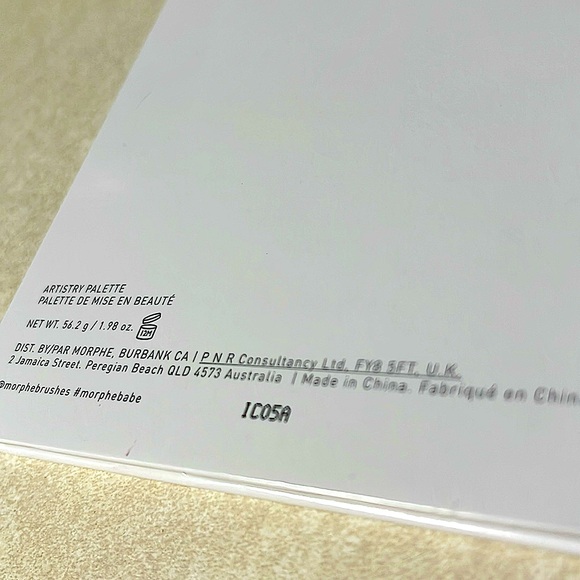 ARTISTRY PALETTE
PALETTE DE MISE EN BEAUTÉ
NET WT. 56.2 g / 1.98 oz. 12M
DIST. BY/PAR MORPHE, BURBANK CA | P N R Consultancy Ltd, FY8 5FT, U.K.
2 Jamaica Street. Peregian Beach QLD 4573 Australia | Made in China. Fabriqué en Chin
@morphebrushes #morphebabe
IC05A